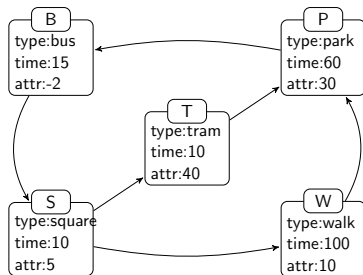 B
type:bus
time:15
attr:-2
P
type:park
time:60
attr:30
T
type:tram
time:10
attr:40
S
type:square
time:10
attr:5
W
type:walk
time:100
attr:10